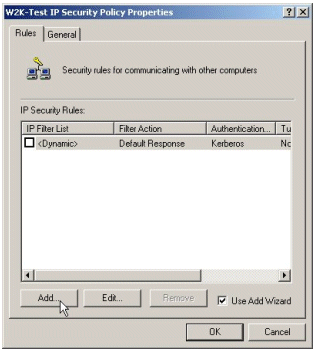 W2K-Test IP Security Policy Properties
Rules
General
Security rules for communicating with other computers
IP Security Rules:
IP Filter List Filter Action Authentication... Tu
<Dynamic> Default Response Kerberos Nc
Add... Edit... Remove Use Add Wizard
OK Cancel